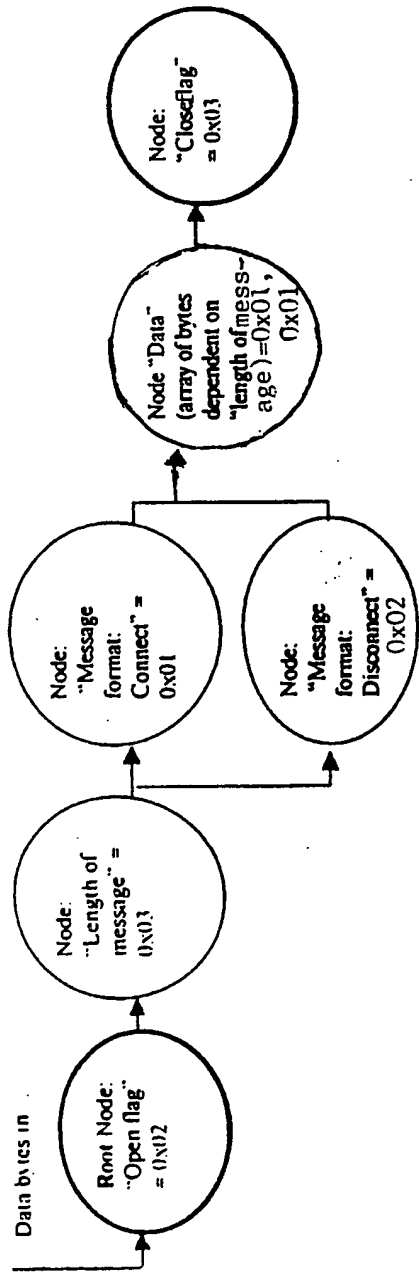 Data bytes in
Root Node:
"Open flag"
= 0x02
Node:
"Length of
message" =
0x03
Node:
"Message
format:
Connect" =
0x01
Node:
"Message
format:
Disconnect" =
0x02
Node "Data"
(array of bytes
dependent on
"length of mess-
age)=0x01,
0x01
Node:
"Closeflag"
= 0x03